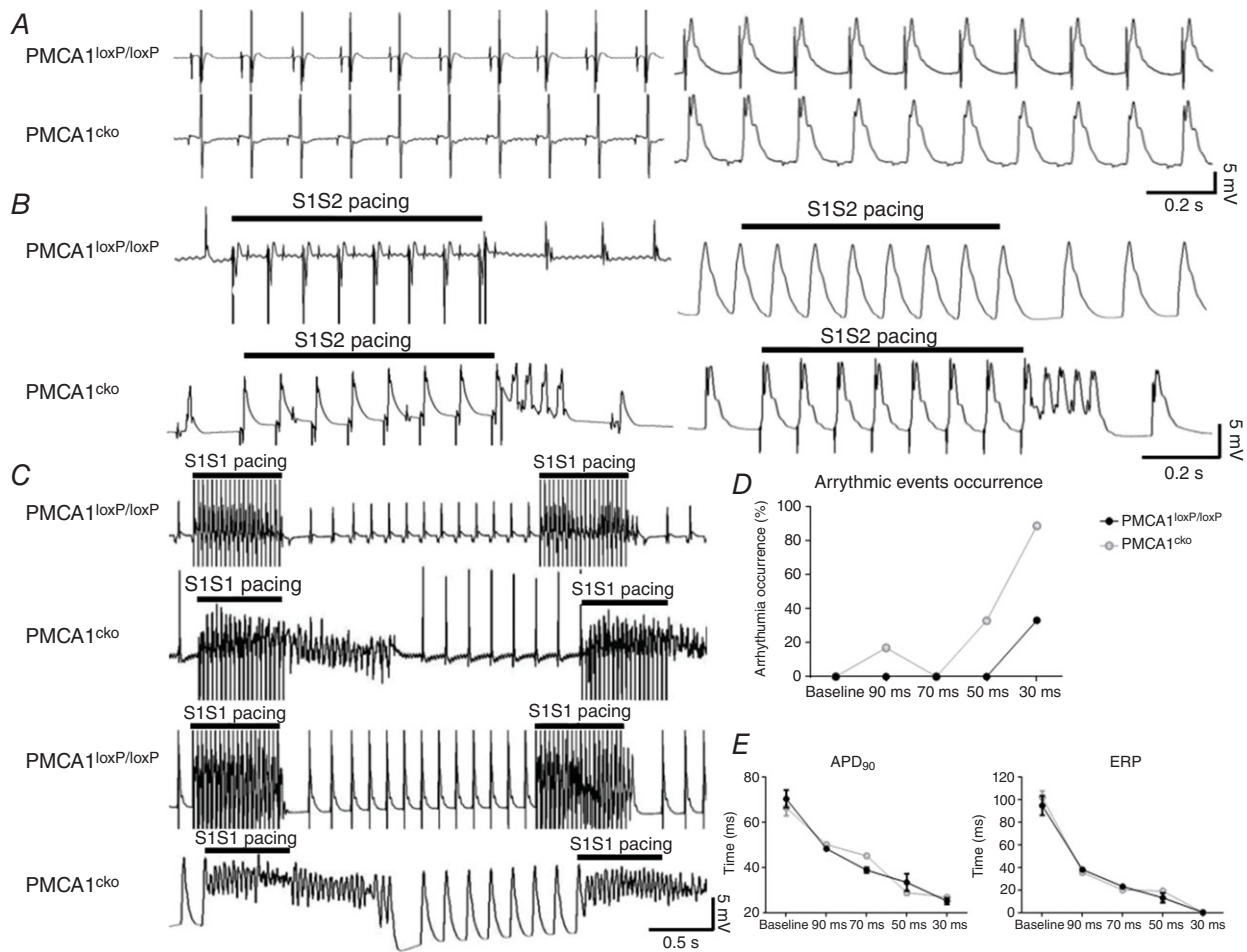 A
PMCA1loxP/loxP
PMCA1cko
5 mV
0.2 s
B
S1S2 pacing
S1S2 pacing
PMCA1loxP/loxP
S1S2 pacing
S1S2 pacing
PMCA1cko
5 mV
0.2 s
C
S1S1 pacing
S1S1 pacing
PMCA1loxP/loxP
S1S1 pacing
S1S1 pacing
PMCA1cko
S1S1 pacing
S1S1 pacing
PMCA1loxP/loxP
S1S1 pacing
S1S1 pacing
PMCA1cko
5 mV
0.5 s
D
Arrythmic events occurrence
Arrhythumia occurrence (%)
100
80
60
40
20
0
Baseline 90 ms 70 ms 50 ms 30 ms
PMCA1loxP/loxP
PMCA1cko
E
APD90
Time (ms)
80
60
40
20
Baseline 90 ms 70 ms 50 ms 30 ms
ERP
Time (ms)
120
100
80
60
40
20
0
Baseline 90 ms 70 ms 50 ms 30 ms